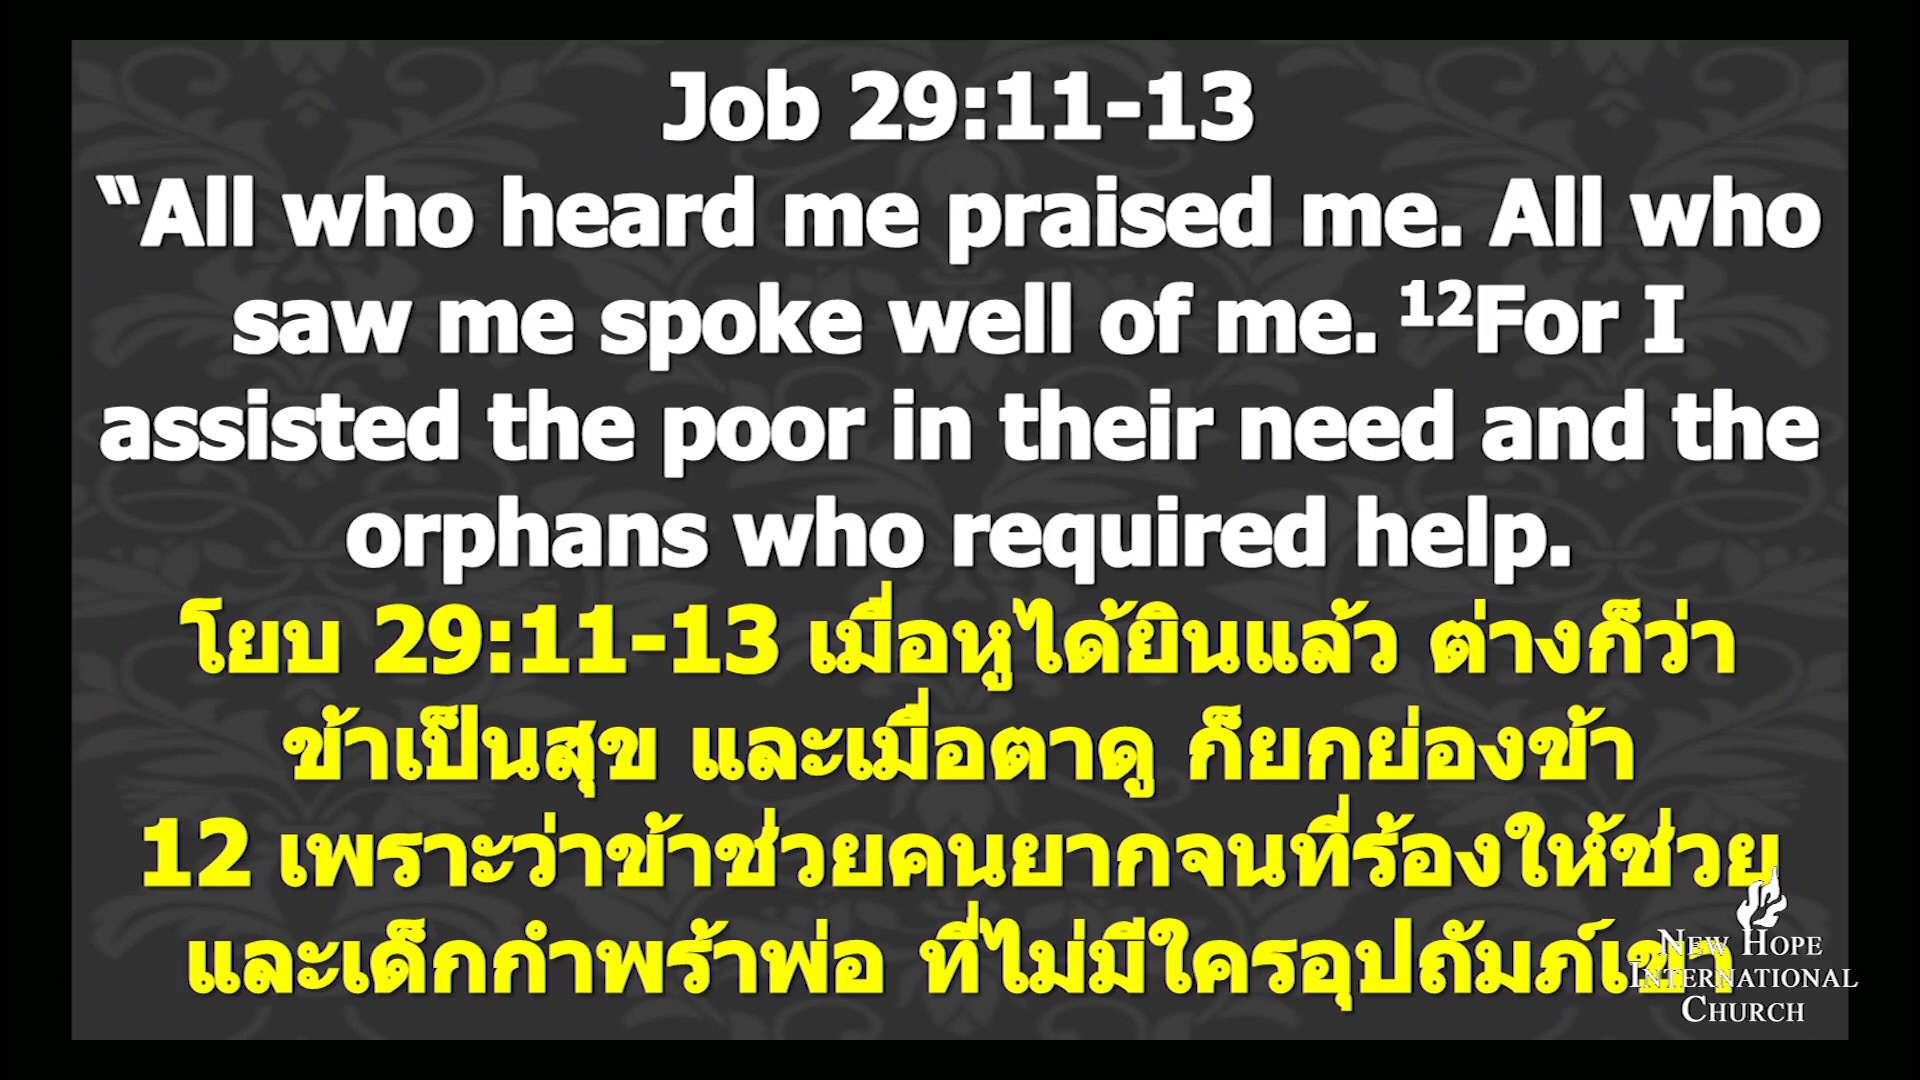 Job 29:11-13
“All who heard me praised me. All who
saw me spoke well of me. ¹²For I
assisted the poor in their need and the
orphans who required help.
โยบ 29:11-13 เมื่อหูได้ยินแล้ว ต่างก็ว่า
ข้าเป็นสุข และเมื่อตาดู ก็ยกย่องข้า
12 เพราะว่าข้าช่วยคนยากจนที่ร้องให้ช่วย
และเด็กกำพร้าพ่อ ที่ไม่มีใครอุปถัมภ์เขา
NEW HOPE
INTERNATIONAL
CHURCH